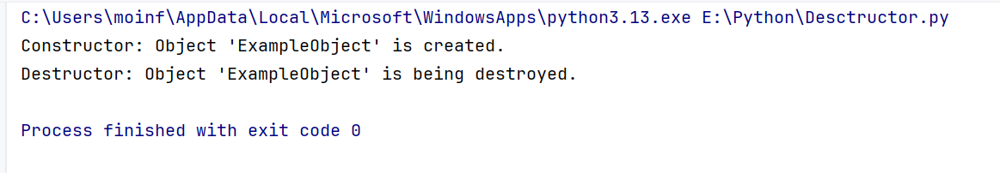 C:\Users\moinf\AppData\Local\Microsoft\WindowsApps\python3.13.exe E:\Python\Desctructor.py
Constructor: Object 'ExampleObject' is created.
Destructor: Object 'ExampleObject' is being destroyed.
Process finished with exit code 0